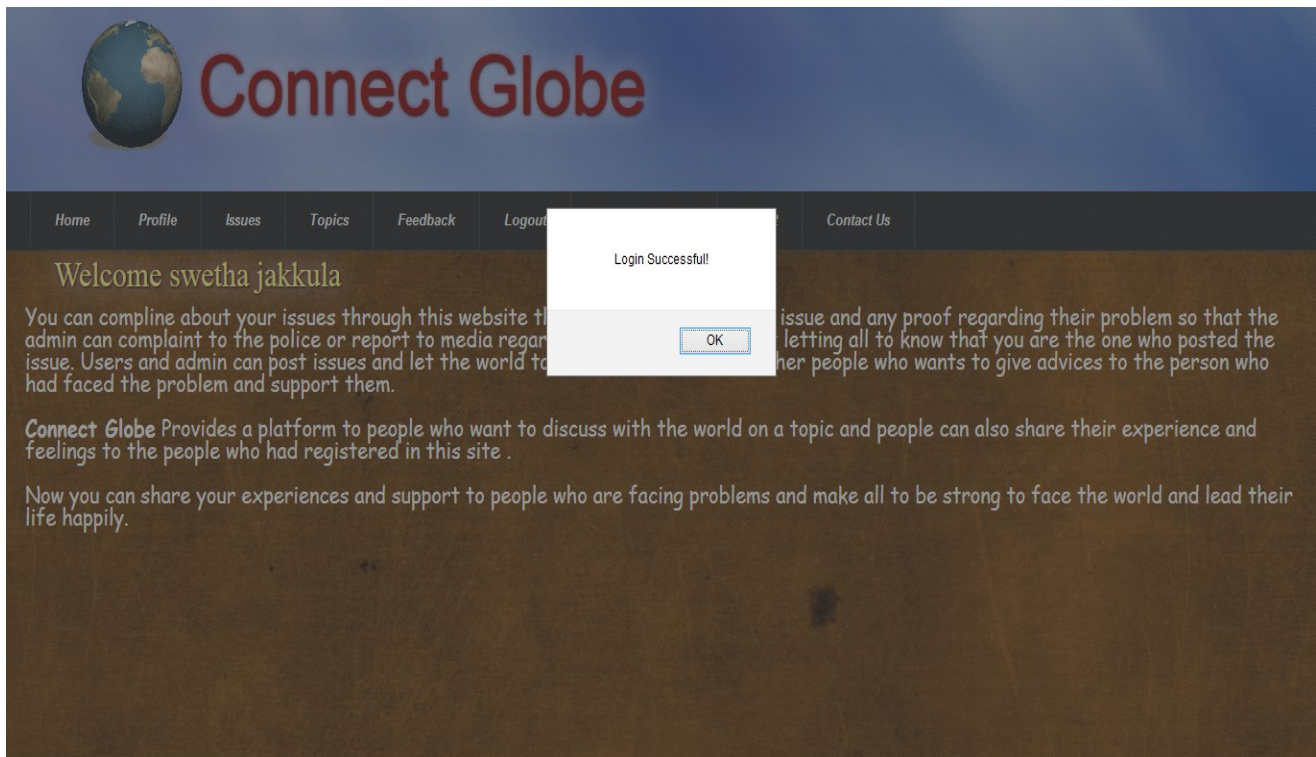 Connect Globe
Home Profile Issues Topics Feedback Logout Contact Us
Login Successful!
OK
Welcome swetha jakkula
You can compline about your issues through this website issue and any proof regarding their problem so that the
admin can complaint to the police or report to media letting all to know that you are the one who posted the
issue. Users and admin can post issues and let the world people who wants to give advices to the person who
had faced the problem and support them.
Connect Globe Provides a platform to people who want to discuss with the world on a topic and people can also share their experience and
feelings to the people who had registered in this site .
Now you can share your experiences and support to people who are facing problems and make all to be strong to face the world and lead their
life happily.